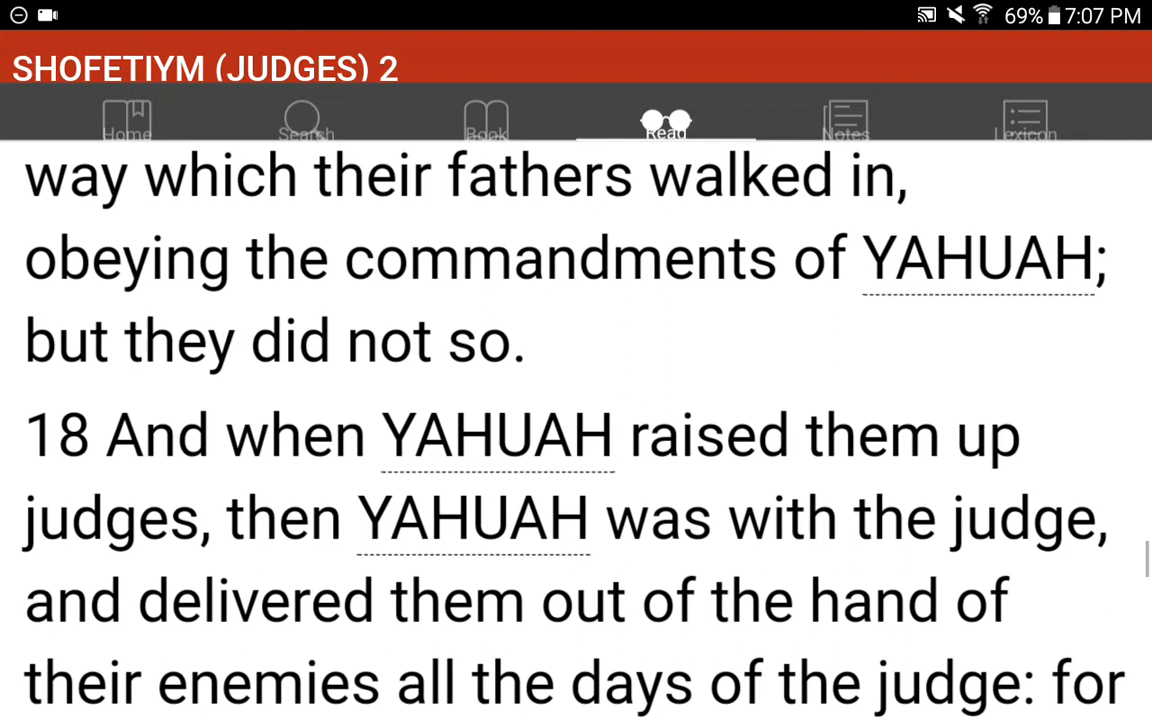 69% 7:07 PM
SHOFETIYM (JUDGES) 2
Home Search Book Read Notes Lexicon
way which their fathers walked in,
obeying the commandments of YAHUAH;
but they did not so.
18 And when YAHUAH raised them up
judges, then YAHUAH was with the judge,
and delivered them out of the hand of
their enemies all the days of the judge: for